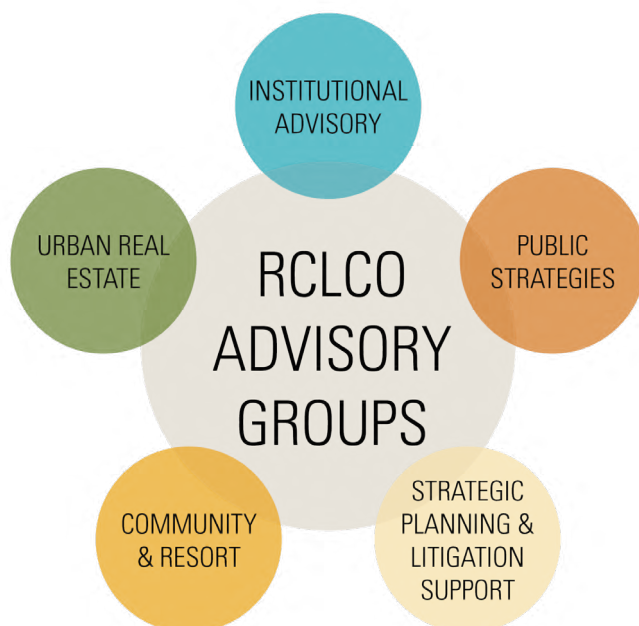 INSTITUTIONAL
ADVISORY
URBAN REAL
ESTATE
PUBLIC
STRATEGIES
RCLCO
ADVISORY
GROUPS
COMMUNITY
& RESORT
STRATEGIC
PLANNING &
LITIGATION
SUPPORT